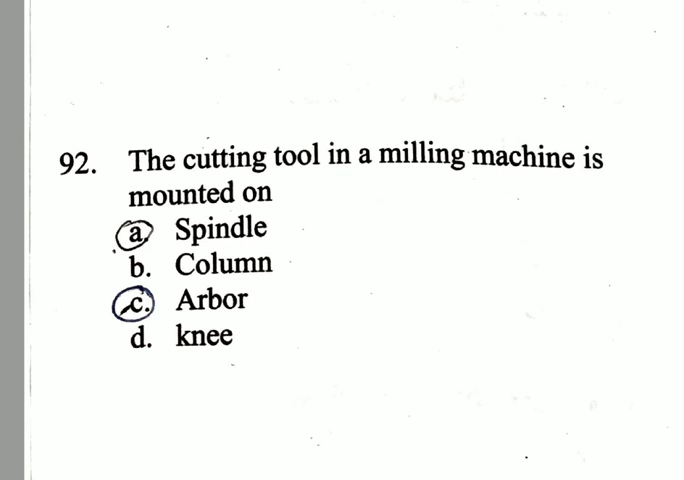 92. The cutting tool in a milling machine is
mounted on
a. Spindle
b. Column
c. Arbor
d. knee